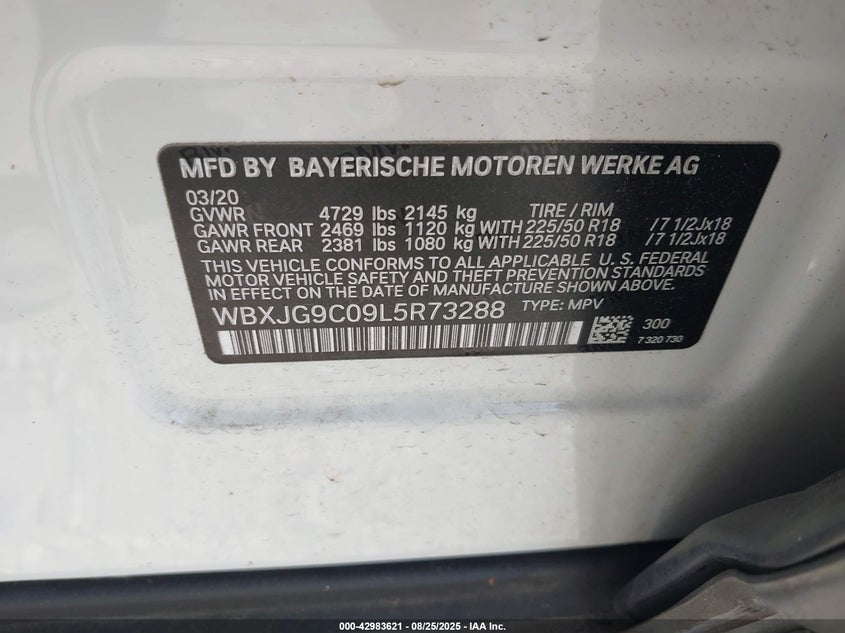 MFD BY BAYERISCHE MOTOREN WERKE AG
03/20
GVWR 4729 lbs 2145 kg TIRE / RIM
GAWR FRONT 2469 lbs 1120 kg WITH 225/50 R18 /7 1/2Jx18
GAWR REAR 2381 lbs 1080 kg WITH 225/50 R18 /7 1/2Jx18
THIS VEHICLE CONFORMS TO ALL APPLICABLE U. S. FEDERAL
MOTOR VEHICLE SAFETY AND THEFT PREVENTION STANDARDS
IN EFFECT ON THE DATE OF MANUFACTURE SHOWN ABOVE.
WBXJG9C09L5R73288 TYPE: MPV
300
7 320 730
000-42983621 - 08/25/2025 - IAA Inc.